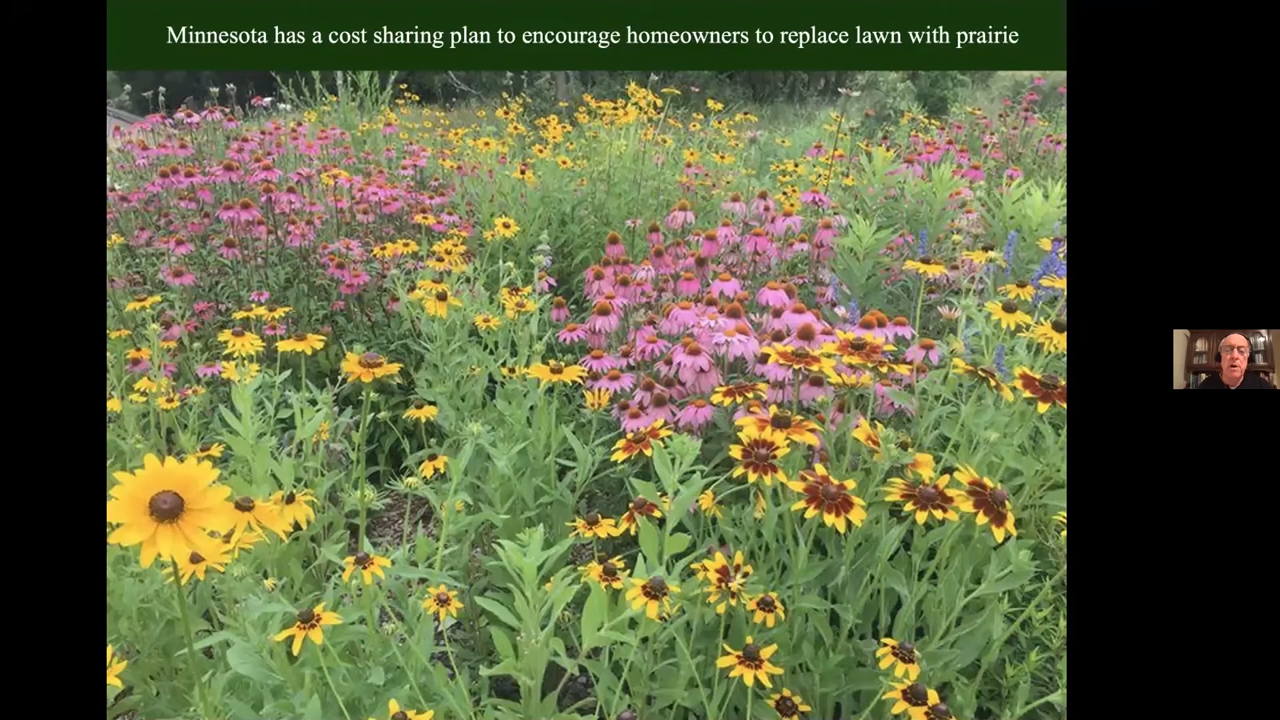 Minnesota has a cost sharing plan to encourage homeowners to replace lawn with prairie